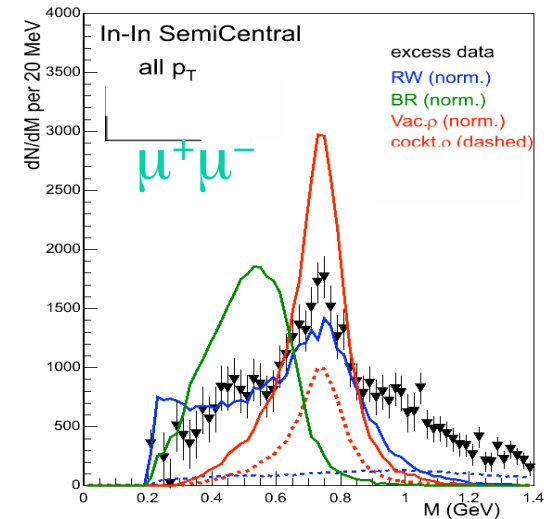 In-In SemiCentral
all pT
μ+μ−
excess data
RW (norm.)
BR (norm.)
Vac.ρ (norm.)
cockt.ρ (dashed)
dN/dM per 20 MeV
4000
3500
3000
2500
2000
1500
1000
500
0
0 0.2 0.4 0.6 0.8 1 1.2 1.4
M (GeV)